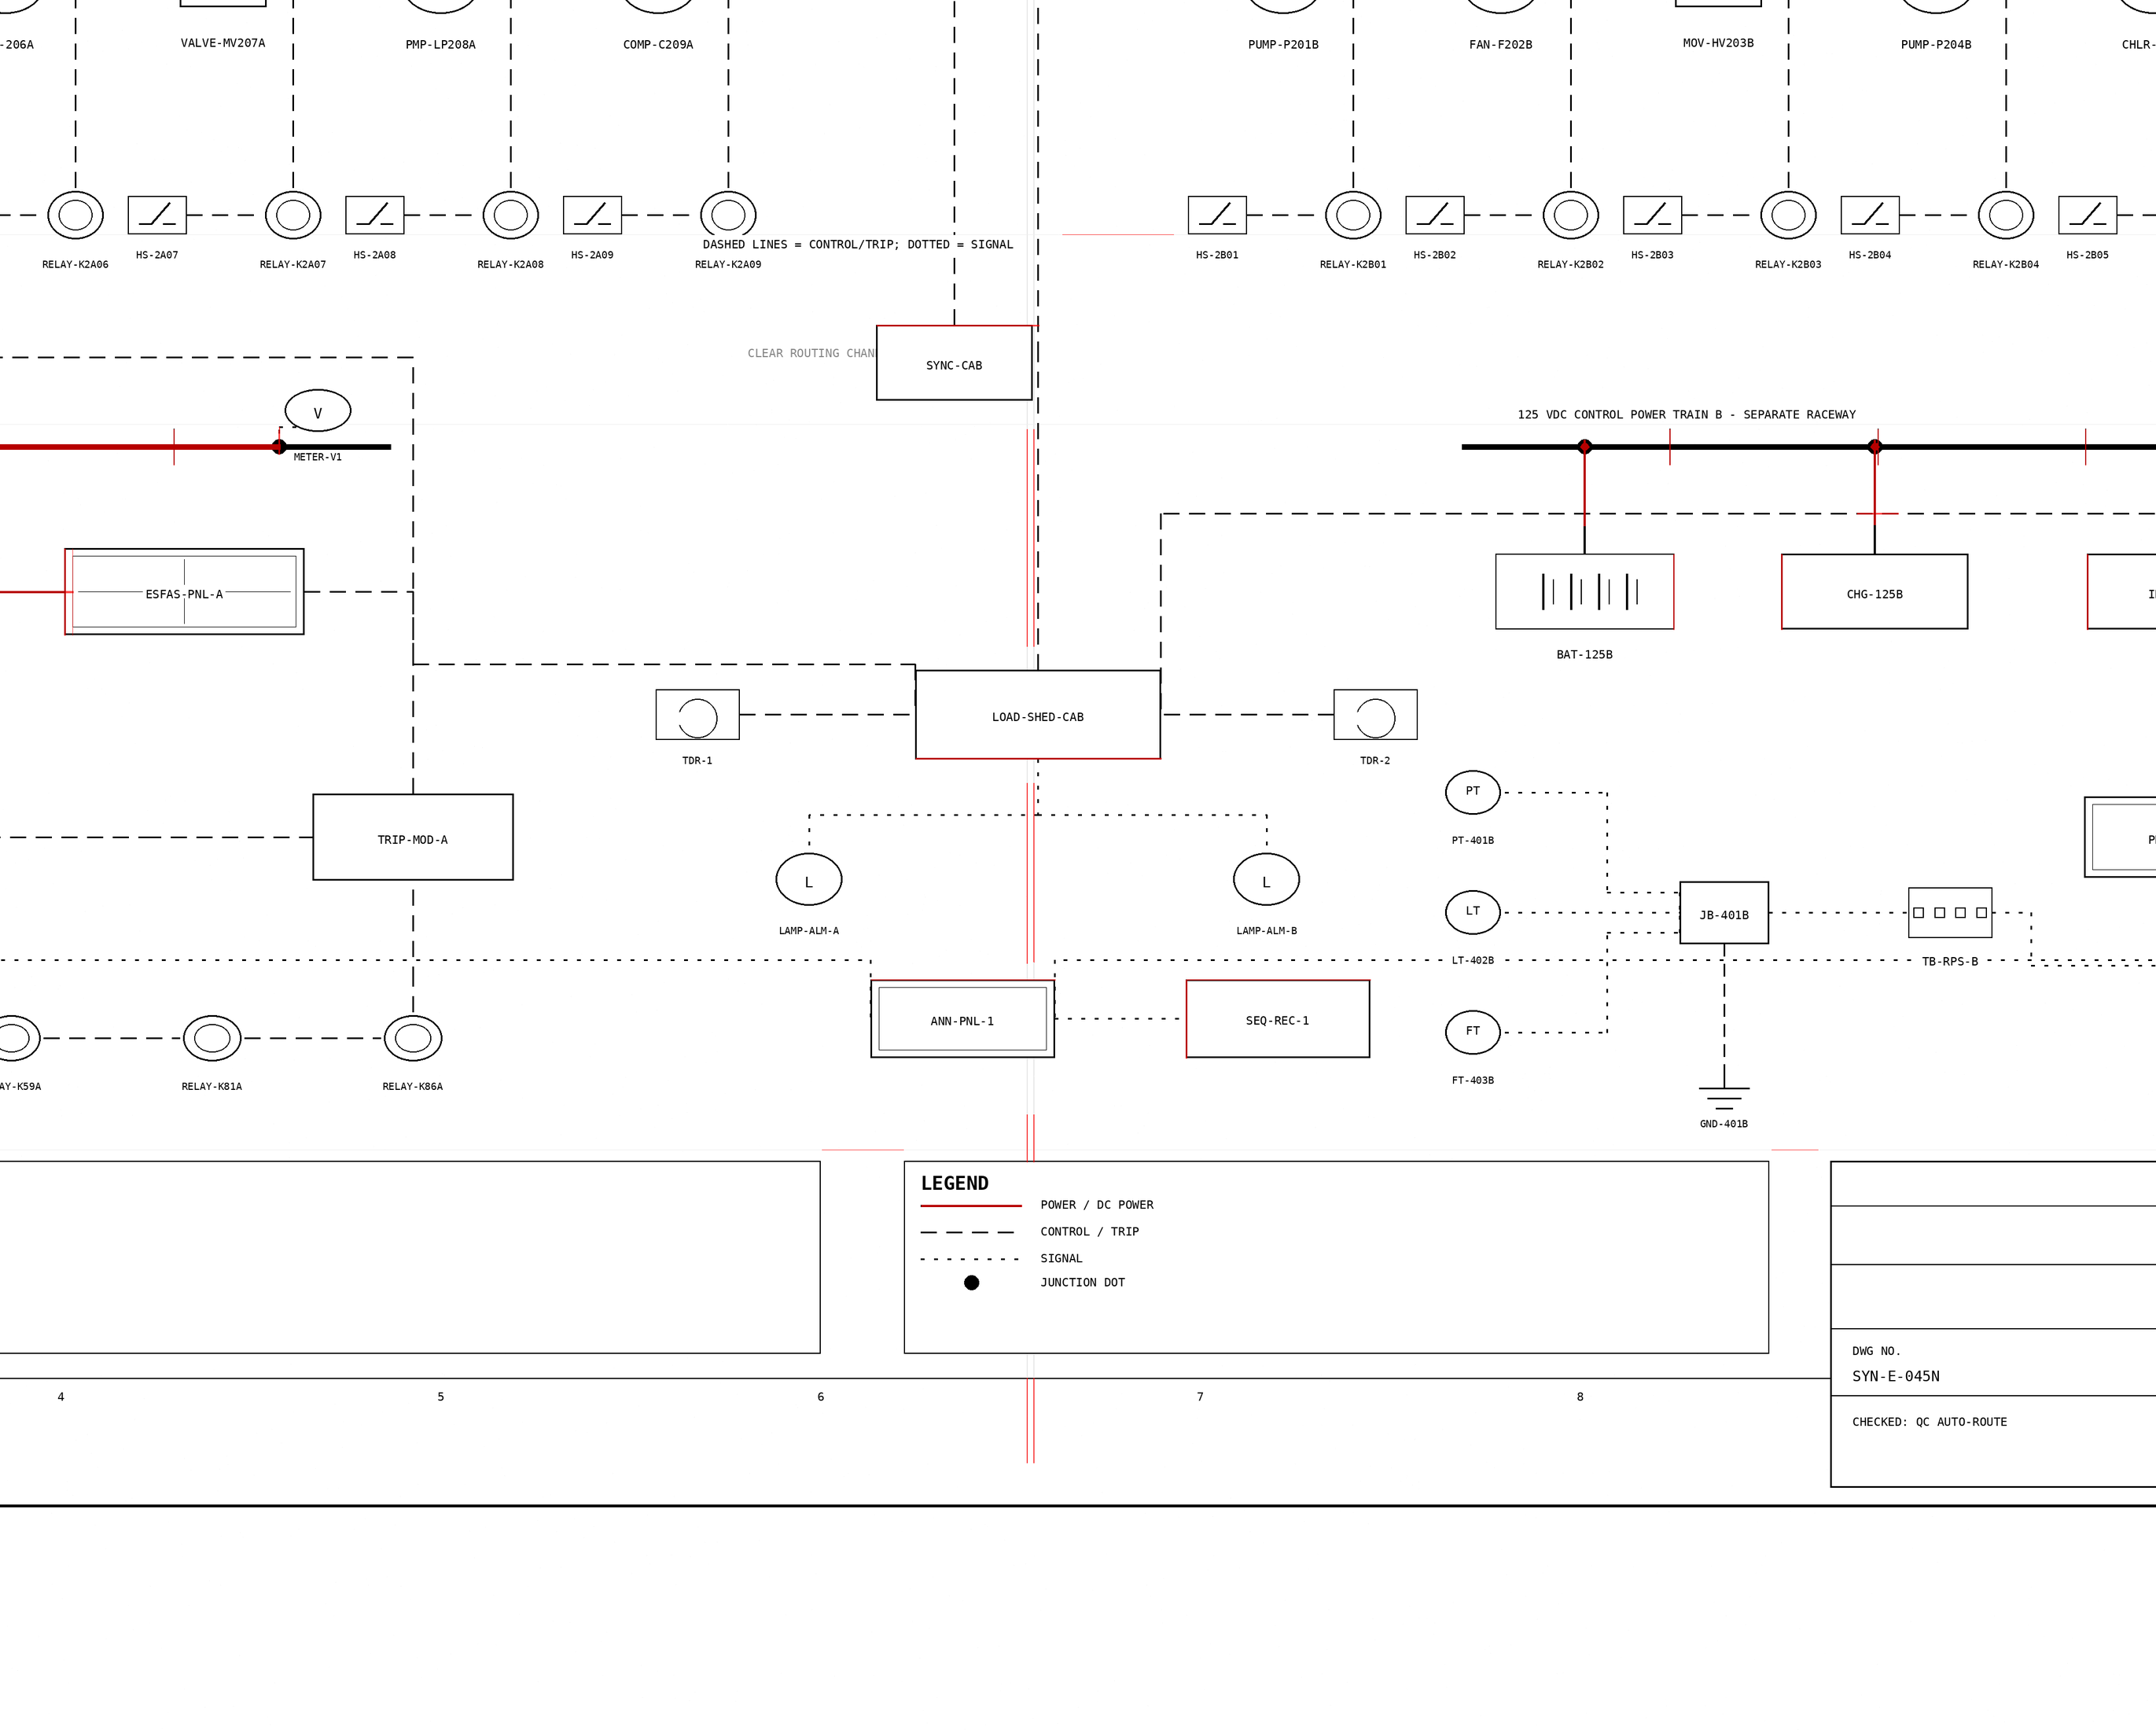 -206A
VALVE-MV207A
PMP-LP208A
COMP-C209A
PUMP-P201B
FAN-F202B
MOV-HV203B
PUMP-P204B
CHLR-
HS-2A07
HS-2A08
HS-2A09
HS-2B01
HS-2B02
HS-2B03
HS-2B04
HS-2B05
DASHED LINES = CONTROL/TRIP; DOTTED = SIGNAL
RELAY-K2A06
RELAY-K2A07
RELAY-K2A08
RELAY-K2A09
RELAY-K2B01
RELAY-K2B02
RELAY-K2B03
RELAY-K2B04
CLEAR ROUTING CHAN
SYNC-CAB
V
METER-V1
125 VDC CONTROL POWER TRAIN B - SEPARATE RACEWAY
ESFAS-PNL-A
CHG-125B
BAT-125B
LOAD-SHED-CAB
TDR-1
TDR-2
PT
PT-401B
TRIP-MOD-A
L
L
LAMP-ALM-A
LAMP-ALM-B
LT
LT-402B
JB-401B
TB-RPS-B
ANN-PNL-1
SEQ-REC-1
FT
FT-403B
AY-K59A
RELAY-K81A
RELAY-K86A
GND-401B
LEGEND
POWER / DC POWER
CONTROL / TRIP
SIGNAL
JUNCTION DOT
DWG NO.
SYN-E-045N
CHECKED: QC AUTO-ROUTE
4
5
6
7
8